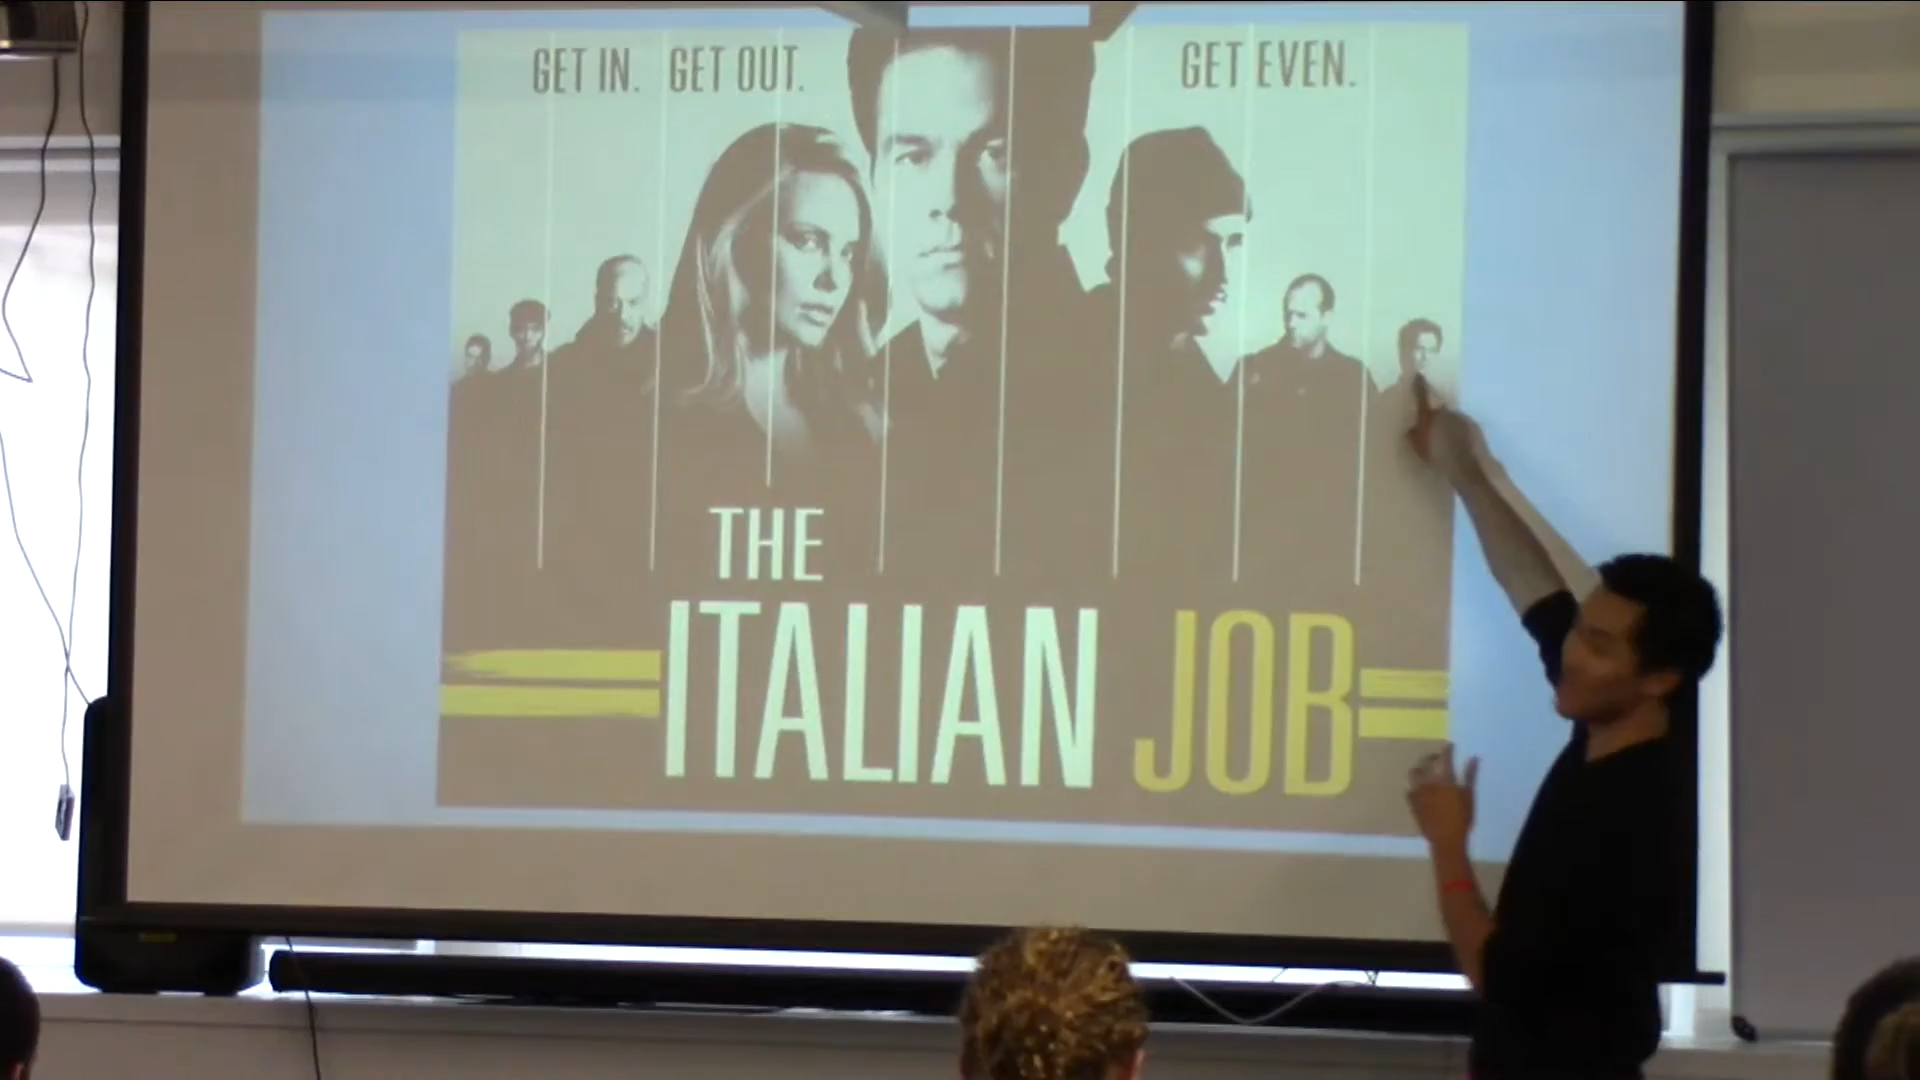 GET IN. GET OUT. GET EVEN.
THE
ITALIAN JOB